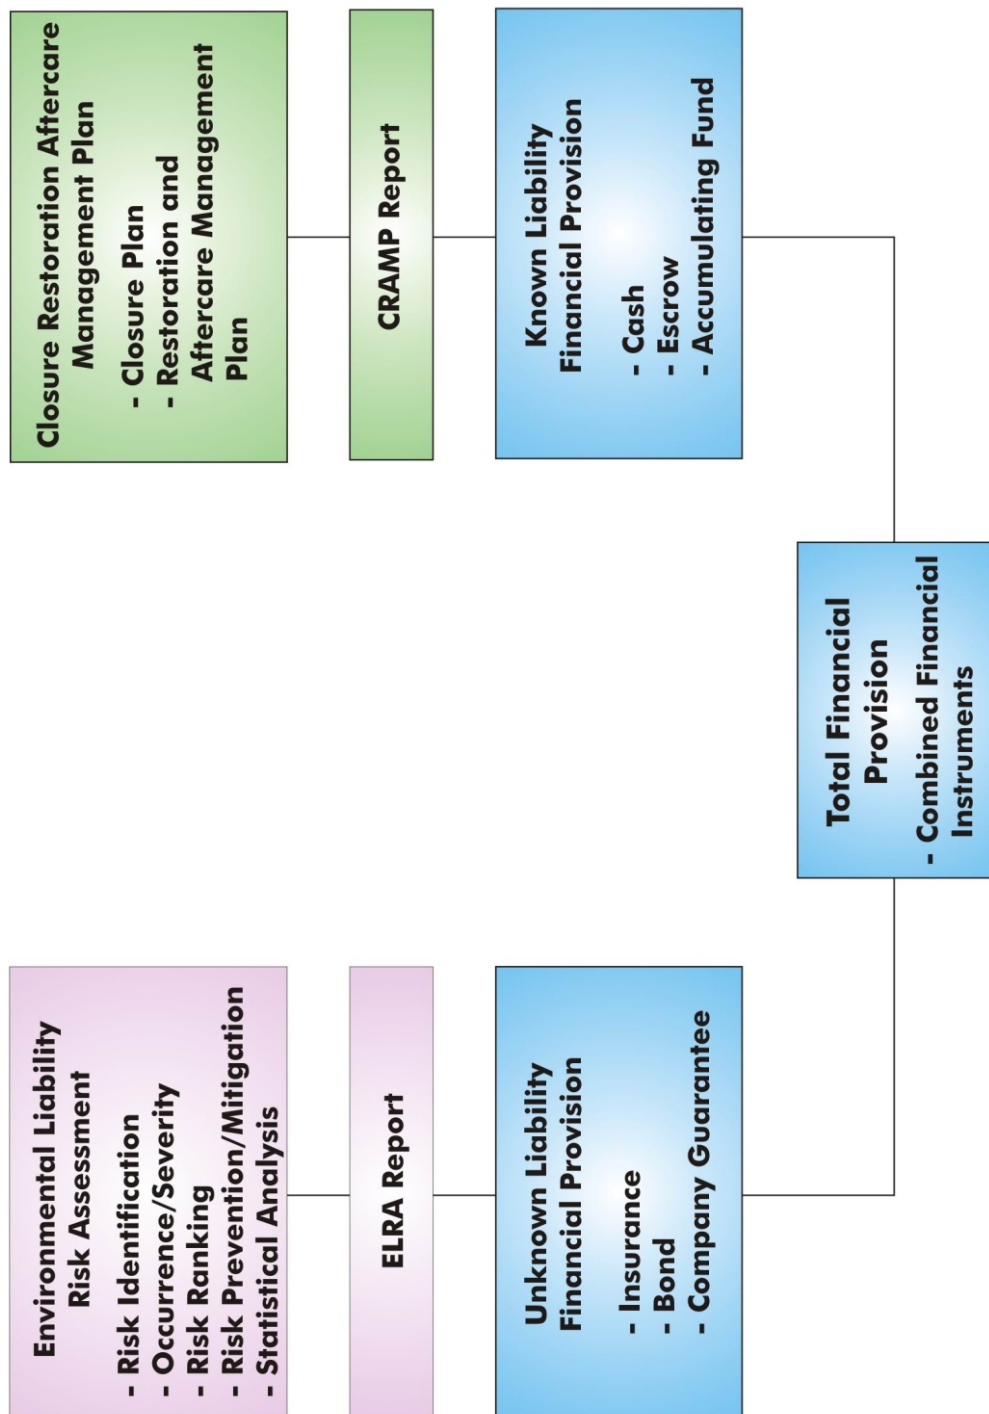 Environmental Liability
Risk Assessment
- Risk Identification
- Occurrence/Severity
- Risk Ranking
- Risk Prevention/Mitigation
- Statistical Analysis
ELRA Report
Unknown Liability
Financial Provision
- Insurance
- Bond
- Company Guarantee
Closure Restoration Aftercare
Management Plan
- Closure Plan
- Restoration and
Aftercare Management
Plan
CRAMP Report
Known Liability
Financial Provision
- Cash
- Escrow
- Accumulating Fund
Total Financial
Provision
- Combined Financial
Instruments